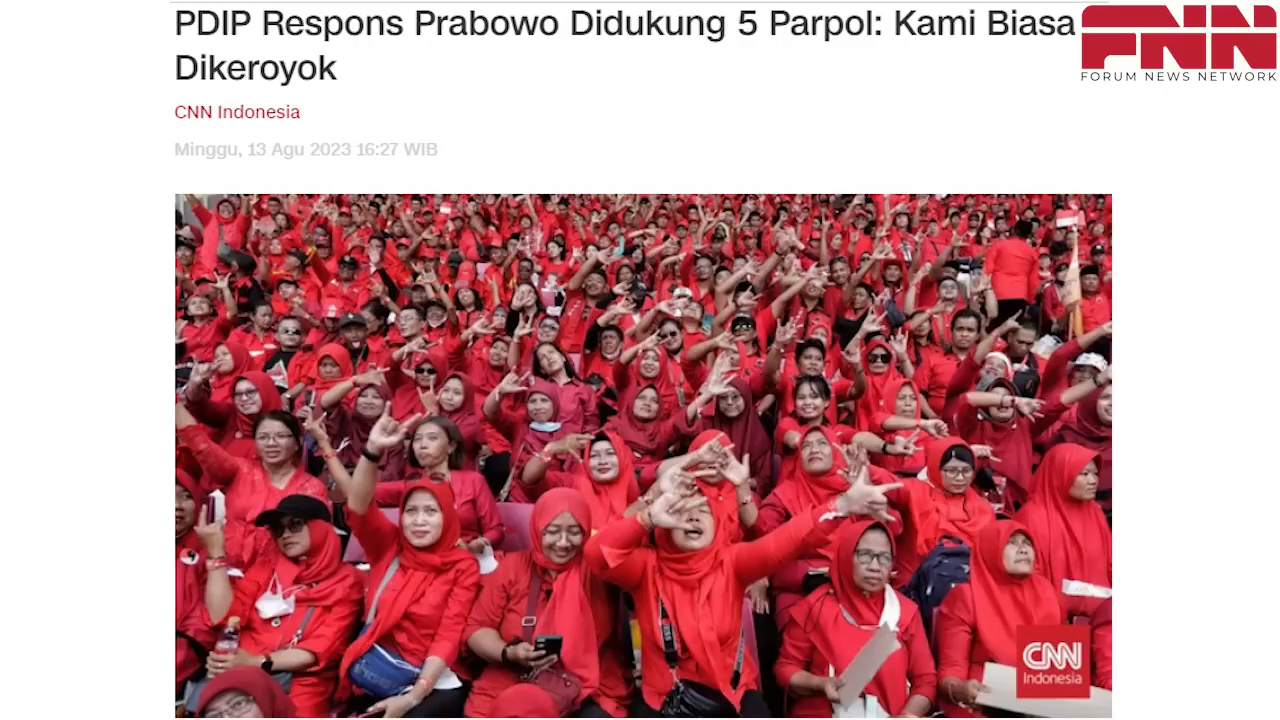 PDIP Respons Prabowo Didukung 5 Parpol: Kami Biasa
Dikeroyok
FNN
FORUM NEWS NETWORK
CNN Indonesia
Minggu, 13 Agu 2023 16:27 WIB
CNN
Indonesia